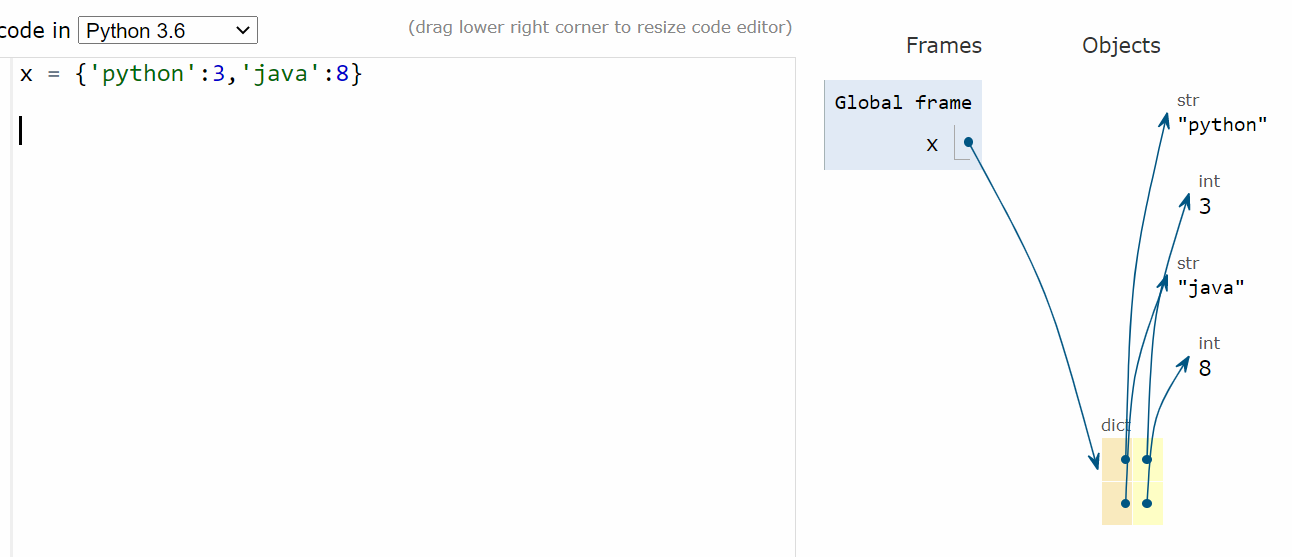 code in Python 3.6
(drag lower right corner to resize code editor)
x = {'python':3,'java':8}
Frames
Objects
Global frame
x
str
"python"
int
3
str
"java"
int
8
dict